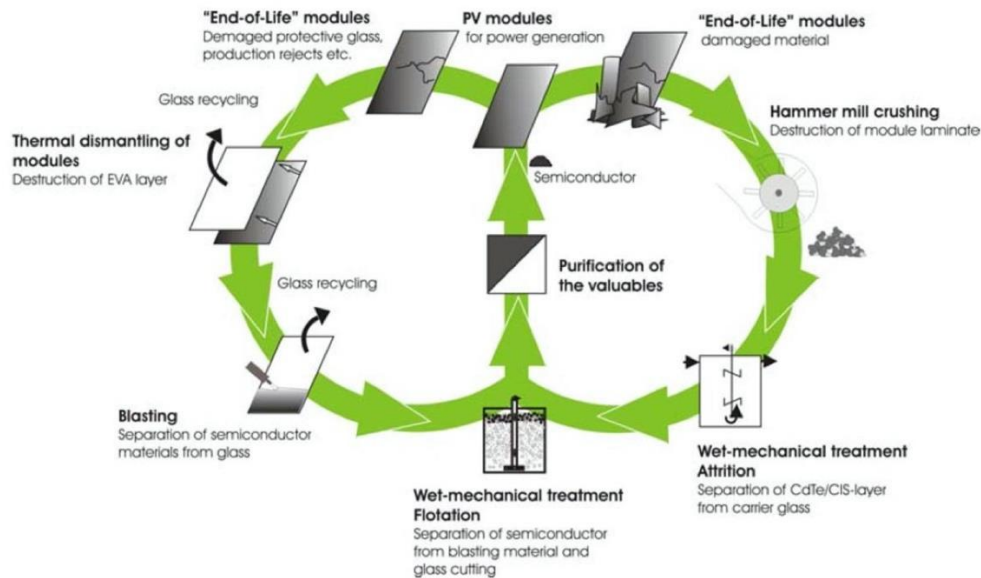 "End-of-Life" modules
Damaged protective glass,
production rejects etc.
PV modules
for power generation
"End-of-Life" modules
damaged material
Glass recycling
Hammer mill crushing
Destruction of module laminate
Thermal dismantling of
modules
Destruction of EVA layer
Semiconductor
Glass recycling
Purification of
the valuables
Blasting
Separation of semiconductor
materials from glass
Wet-mechanical treatment
Flotation
Separation of semiconductor
from blasting material and
glass cutting
Wet-mechanical treatment
Attrition
Separation of CdTe/CIS-layer
from carrier glass